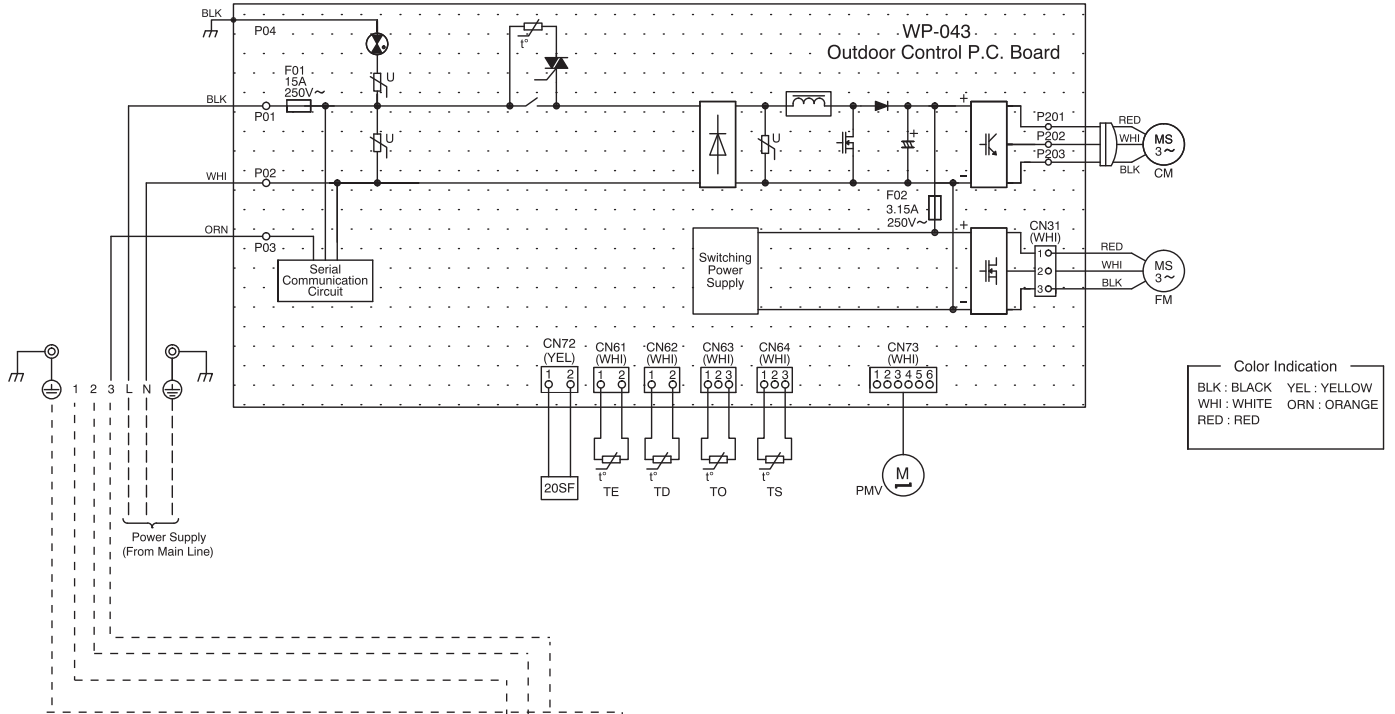 BLK
P04
t°
WP-043
Outdoor Control P.C. Board
F01
15A
250V~
U
BLK
P01
U
U
+
P201
RED
P202
WHI
P203
BLK
MS
3~
CM
WHI
P02
−
F02
3.15A
250V~
ORN
P03
Serial
Communication
Circuit
Switching
Power
Supply
+
−
CN31
(WHI)
1
2
3
RED
WHI
BLK
MS
3~
FM
CN72
(YEL)
1 2
CN61
(WHI)
1 2
CN62
(WHI)
1 2
CN63
(WHI)
1 2 3
CN64
(WHI)
1 2 3
CN73
(WHI)
1 2 3 4 5 6
1 2 3 L N
20SF
t°
TE
t°
TD
t°
TO
t°
TS
PMV
M
Power Supply
(From Main Line)
Color Indication
BLK : BLACK YEL : YELLOW
WHI : WHITE ORN : ORANGE
RED : RED